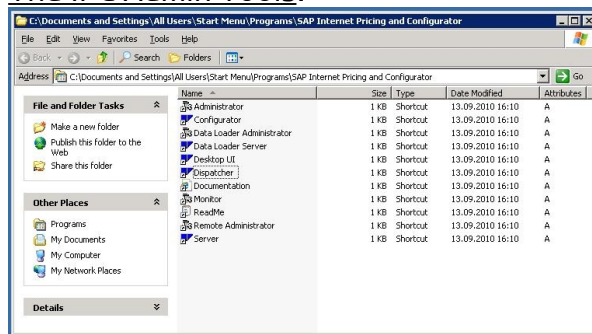 The IPC Admin Tools:
C:\Documents and Settings\All Users\Start Menu\Programs\SAP Internet Pricing and Configurator
File Edit View Favorites Tools Help
Back Search Folders
Address C:\Documents and Settings\All Users\Start Menu\Programs\SAP Internet Pricing and Configurator Go
File and Folder Tasks
Make a new folder
Publish this folder to the
Web
Share this folder
Other Places
Programs
My Documents
My Computer
My Network Places
Details
Name Size Type Date Modified Attributes
Administrator 1 KB Shortcut 13.09.2010 16:10 A
Configurator 1 KB Shortcut 13.09.2010 16:10 A
Data Loader Administrator 1 KB Shortcut 13.09.2010 16:10 A
Data Loader Server 1 KB Shortcut 13.09.2010 16:10 A
Desktop UI 1 KB Shortcut 13.09.2010 16:10 A
Dispatcher 1 KB Shortcut 13.09.2010 16:10 A
Documentation 1 KB Shortcut 13.09.2010 16:10 A
Monitor 1 KB Shortcut 13.09.2010 16:10 A
ReadMe 1 KB Shortcut 13.09.2010 16:10 A
Remote Administrator 1 KB Shortcut 13.09.2010 16:10 A
Server 1 KB Shortcut 13.09.2010 16:10 A